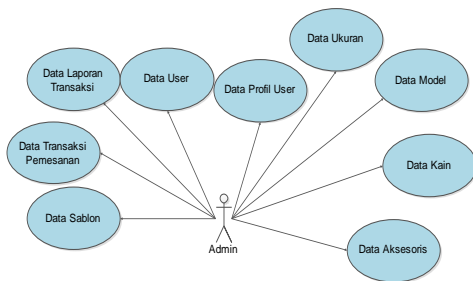 Data Ukuran
Data Laporan
Transaksi
Data User
Data Profil User
Data Model
Data Transaksi
Pemesanan
Data Kain
Data Sablon
Admin
Data Aksesoris